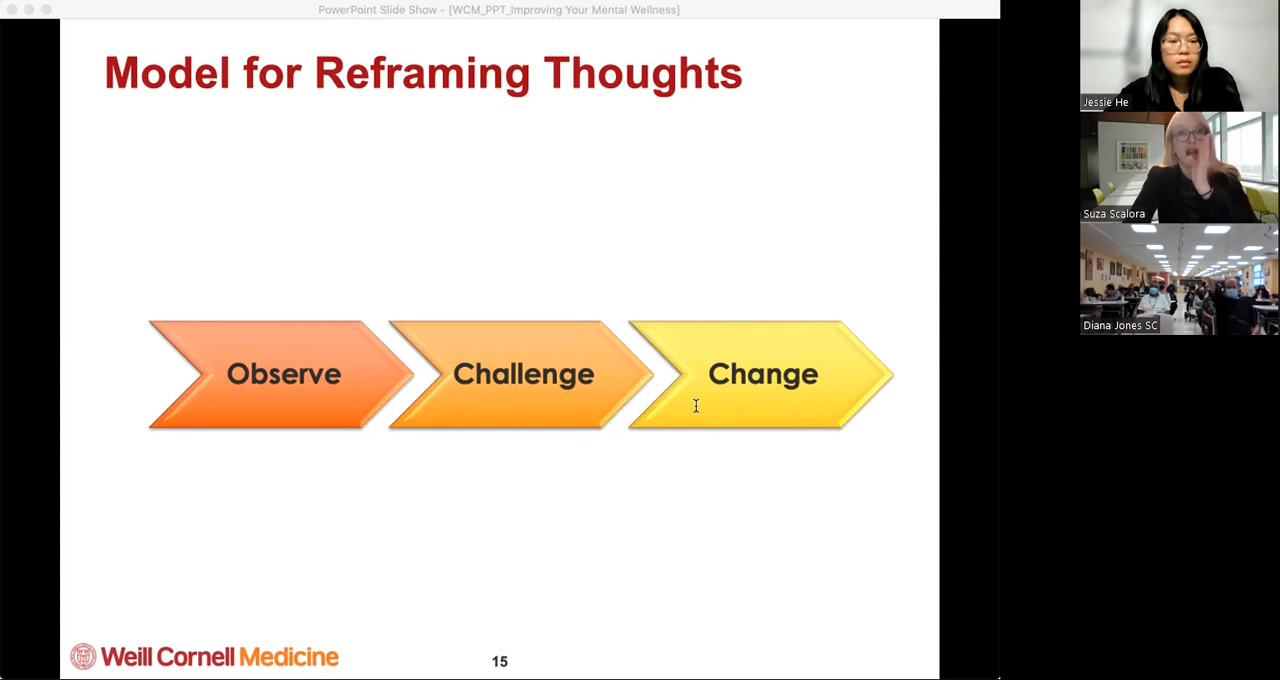 PowerPoint Slide Show - [WCM_PPT_Improving Your Mental Wellness]
Model for Reframing Thoughts
Observe
Challenge
Change
Weill Cornell Medicine
15
Jessie He
Suza Scalora
Diana Jones SC